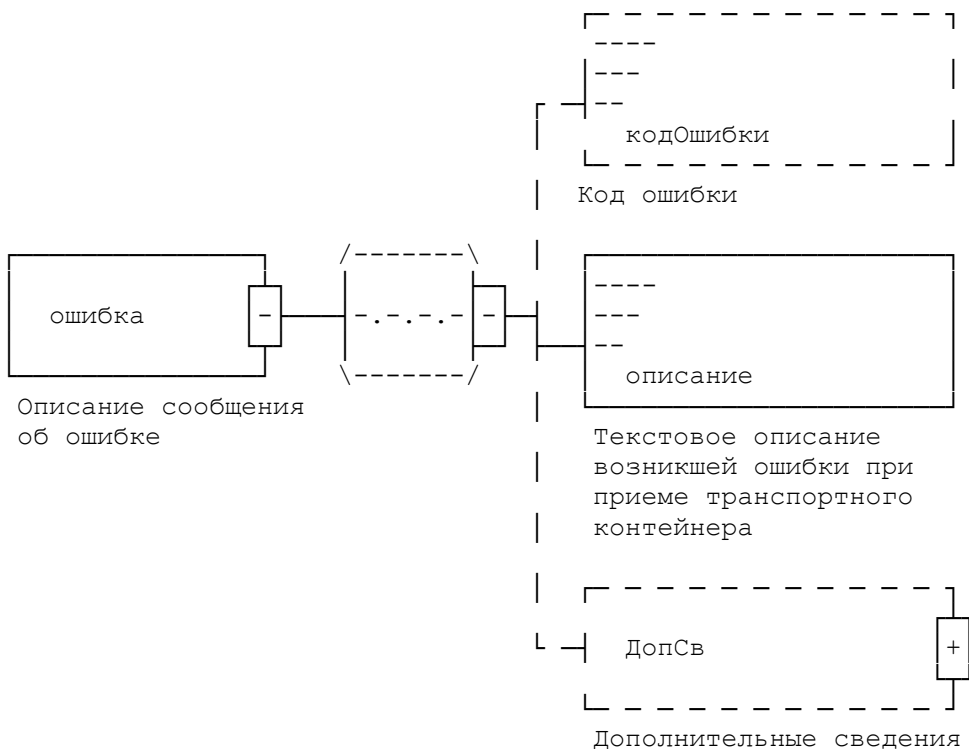 кодОшибки
Код ошибки
ошибка
-
-.-.-.-
-
описание
Описание сообщения
об ошибке
Текстовое описание
возникшей ошибки при
приеме транспортного
контейнера
ДопСв
+
Дополнительные сведения